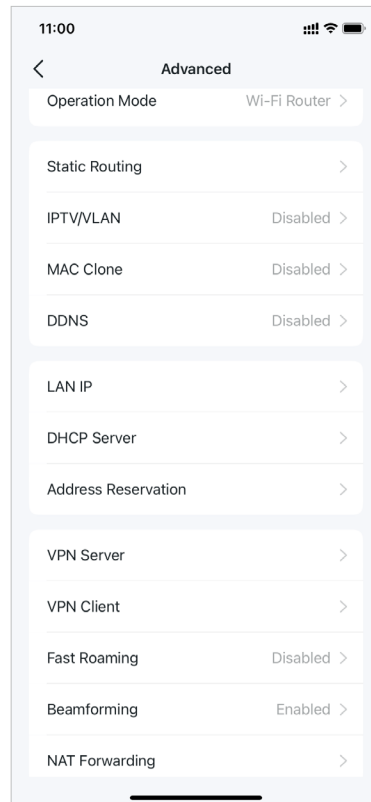 11:00
Advanced
Operation Mode Wi-Fi Router
Static Routing
IPTV/VLAN Disabled
MAC Clone Disabled
DDNS Disabled
LAN IP
DHCP Server
Address Reservation
VPN Server
VPN Client
Fast Roaming Disabled
Beamforming Enabled
NAT Forwarding